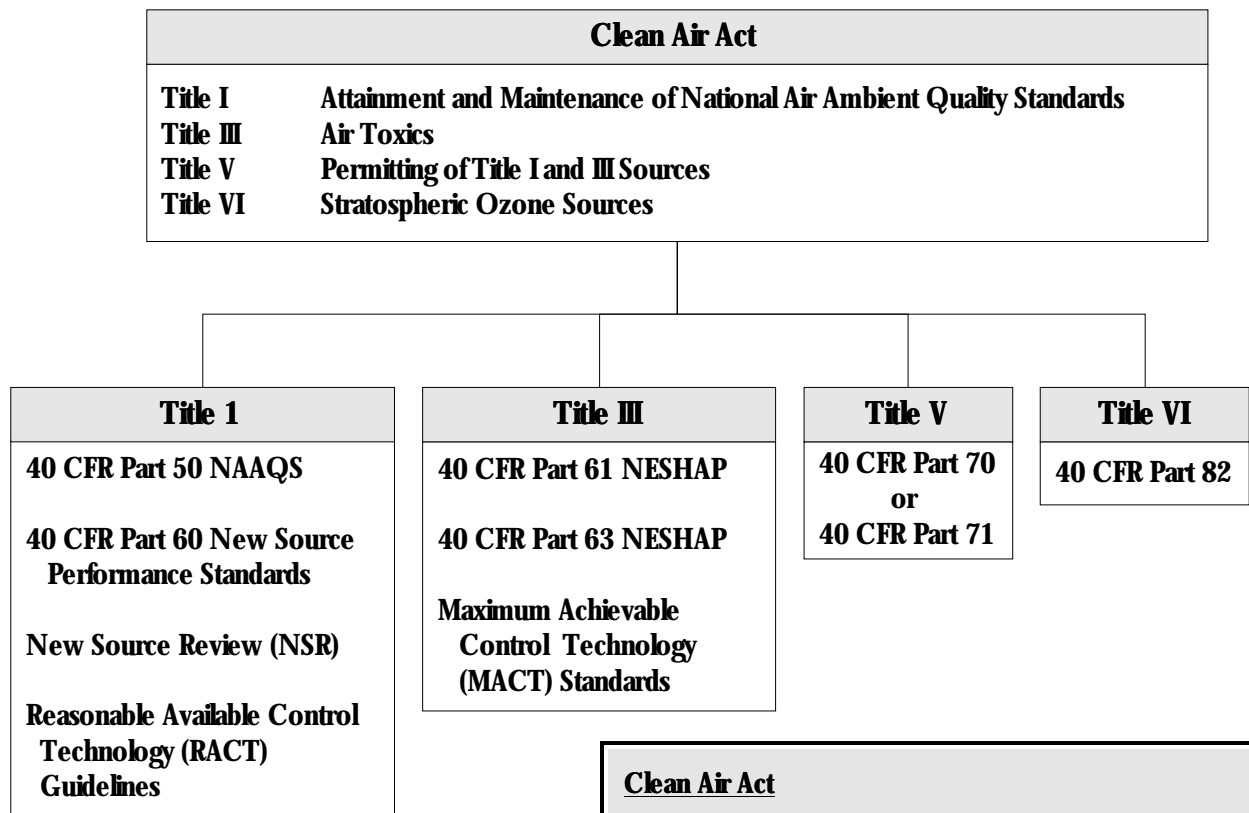 Clean Air Act
Title I Attainment and Maintenance of National Air Ambient Quality Standards
Title III Air Toxics
Title V Permitting of Title I and III Sources
Title VI Stratospheric Ozone Sources
Title 1
40 CFR Part 50 NAAQS
40 CFR Part 60 New Source
Performance Standards
New Source Review (NSR)
Reasonable Available Control
Technology (RACT)
Guidelines
Title III
40 CFR Part 61 NESHAP
40 CFR Part 63 NESHAP
Maximum Achievable
Control Technology
(MACT) Standards
Title V
40 CFR Part 70
or
40 CFR Part 71
Title VI
40 CFR Part 82
Clean Air Act